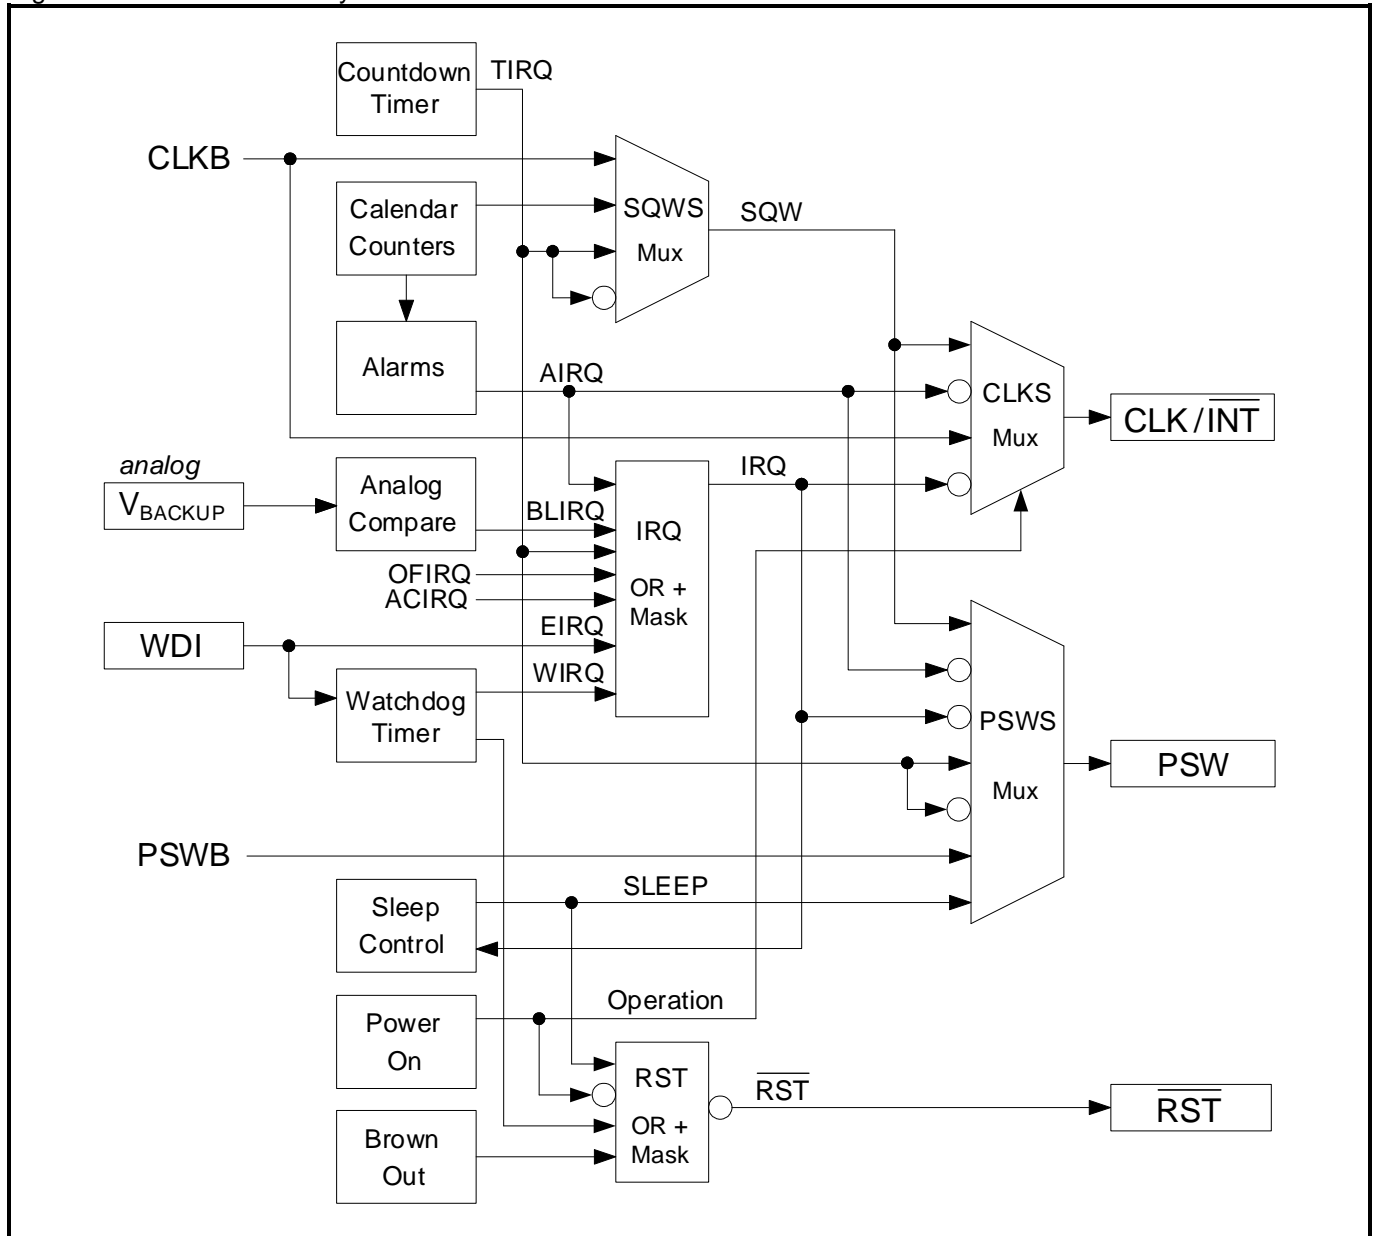 Countdown
Timer
TIRQ
CLKB
Calendar
Counters
SQWS
Mux
SQW
Alarms
AIRQ
CLKS
Mux
CLK/INT
analog
VBACKUP
Analog
Compare
BLIRQ
IRQ
OR +
Mask
IRQ
OFIRQ
ACIRQ
WDI
EIRQ
WIRQ
Watchdog
Timer
PSWS
Mux
PSW
PSWB
SLEEP
Sleep
Control
Operation
Power
On
RST
OR +
Mask
RST
RST
Brown
Out